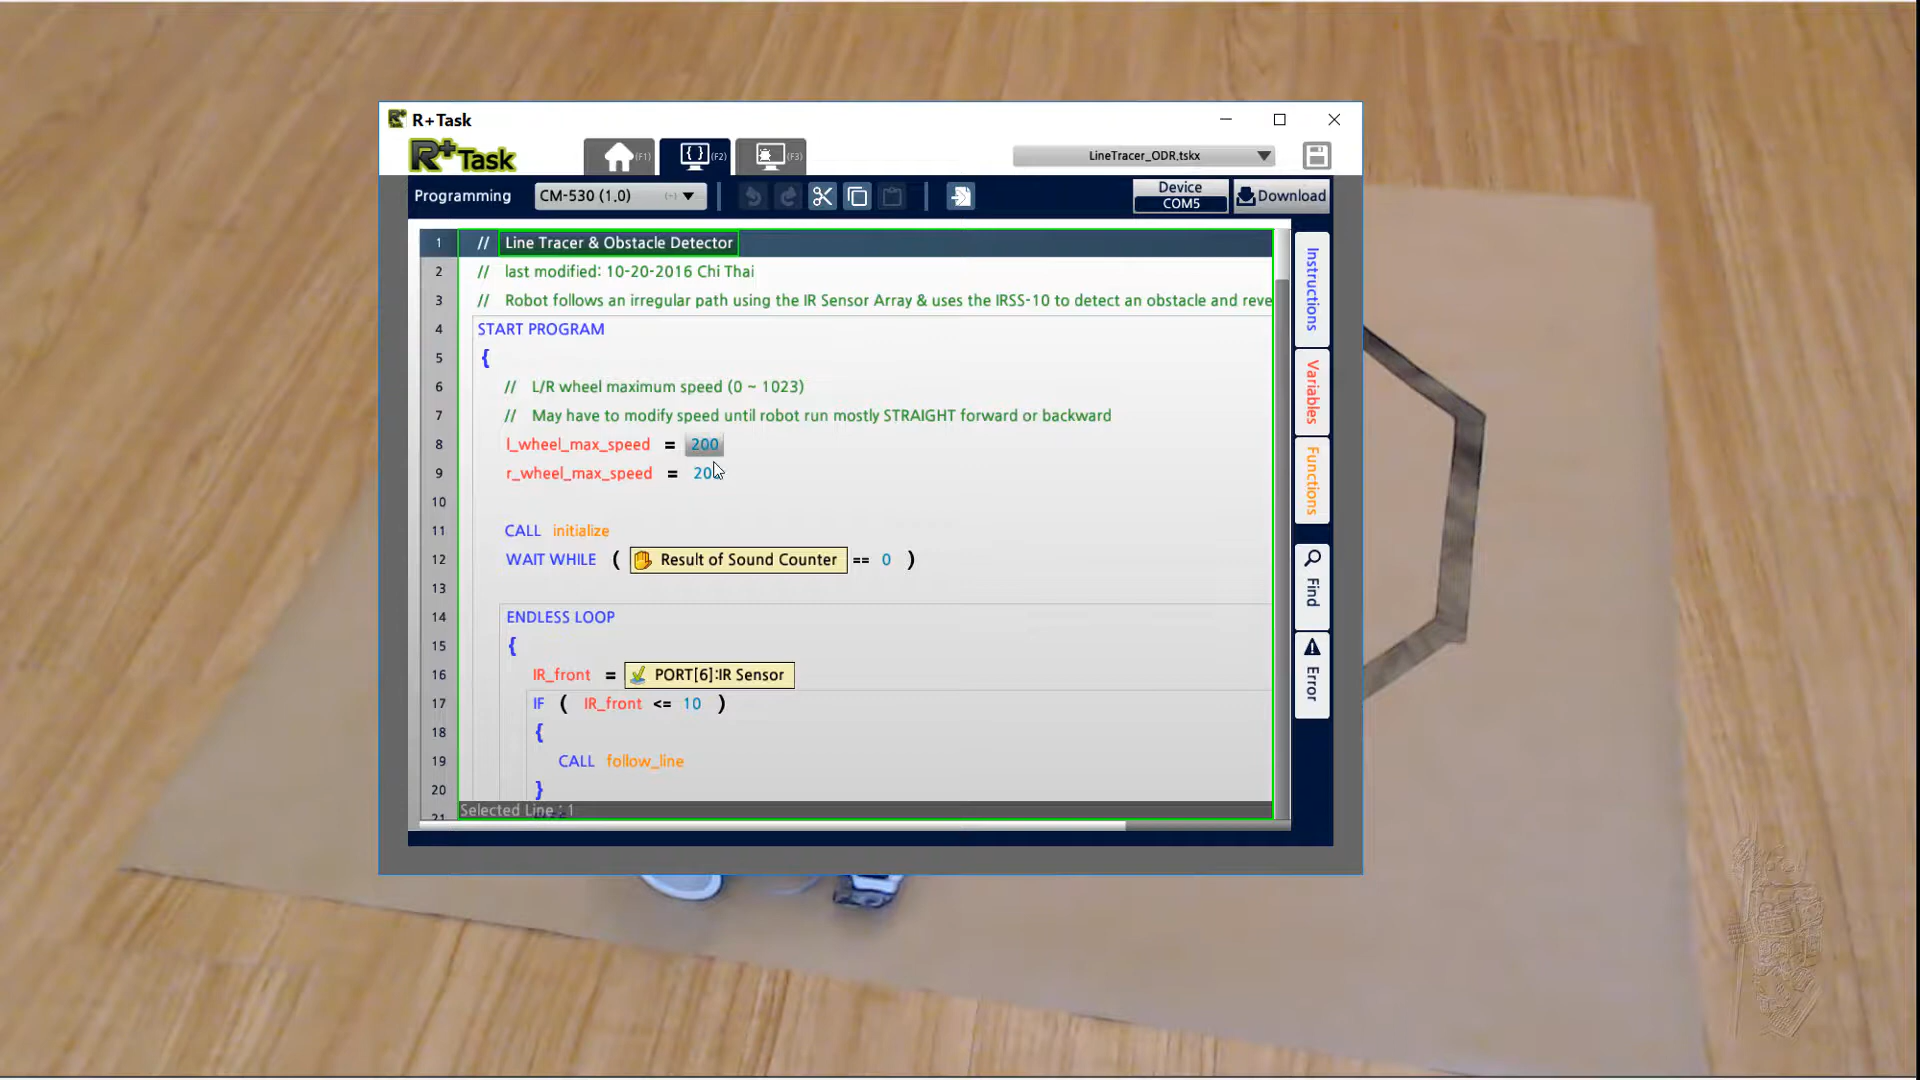 R+Task
R+Task
(F1)
{ } (F2)
(F3)
LineTracer_ODR.tskx
Programming
CM-530 (1.0)
Device
COM5
Download
1 // Line Tracer & Obstacle Detector
2 // last modified: 10-20-2016 Chi Thai
3 // Robot follows an irregular path using the IR Sensor Array & uses the IRSS-10 to detect an obstacle and reve
4 START PROGRAM
5 {
6 // L/R wheel maximum speed (0 ~ 1023)
7 // May have to modify speed until robot run mostly STRAIGHT forward or backward
8 l_wheel_max_speed = 200
9 r_wheel_max_speed =
10
11 CALL initialize
12 WAIT WHILE ( Result of Sound Counter == 0 )
13
14 ENDLESS LOOP
15 {
16 IR_front = PORT[6]:IR Sensor
17 IF ( IR_front <= 10 )
18 {
19 CALL follow_line
20 }
21
Selected Line : 1
Instructions
Variables
Functions
Find
Error